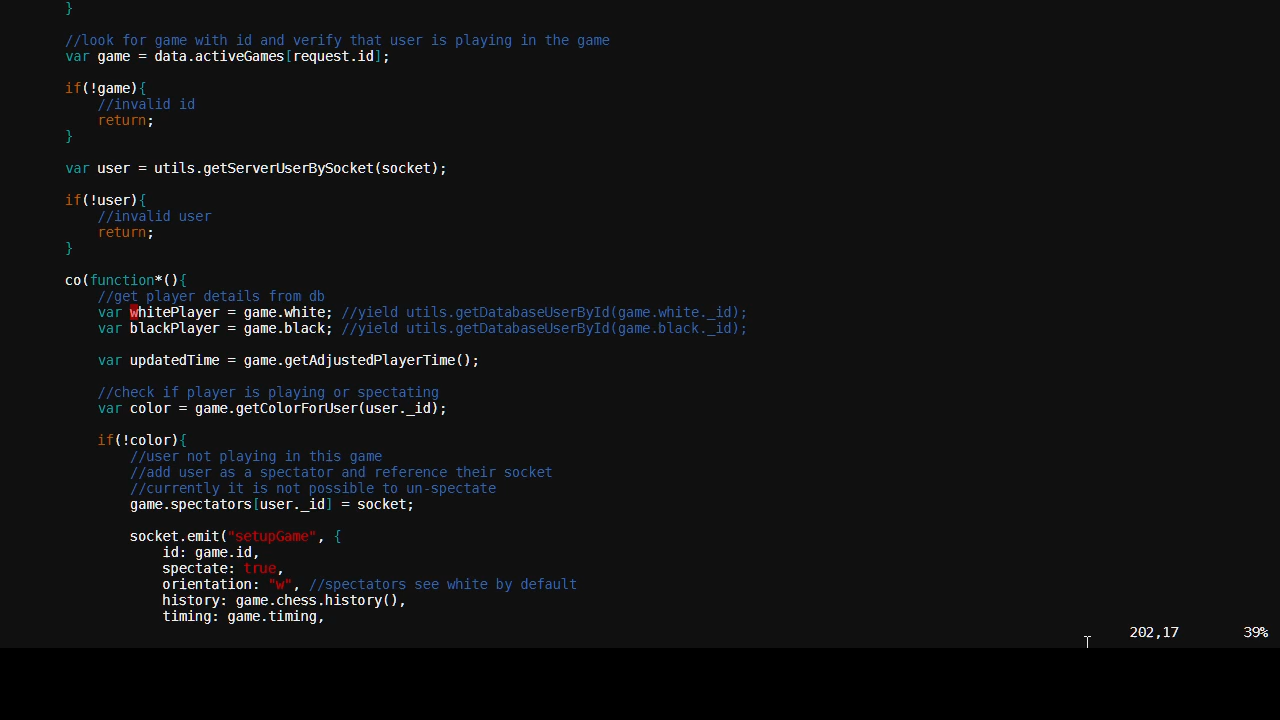 }
//look for game with id and verify that user is playing in the game
var game = data.activeGames[request.id];
if(!game){
//invalid id
return;
}
var user = utils.getServerUserBySocket(socket);
if(!user){
//invalid user
return;
}
co(function*(){
//get player details from db
var whitePlayer = game.white; //yield utils.getDatabaseUserById(game.white._id);
var blackPlayer = game.black; //yield utils.getDatabaseUserById(game.black._id);
var updatedTime = game.getAdjustedPlayerTime();
//check if player is playing or spectating
var color = game.getColorForUser(user._id);
if(!color){
//user not playing in this game
//add user as a spectator and reference their socket
//currently it is not possible to un-spectate
game.spectators[user._id] = socket;
socket.emit("setupGame", {
id: game.id,
spectate: true,
orientation: "w", //spectators see white by default
history: game.chess.history(),
timing: game.timing,
202,17 39%